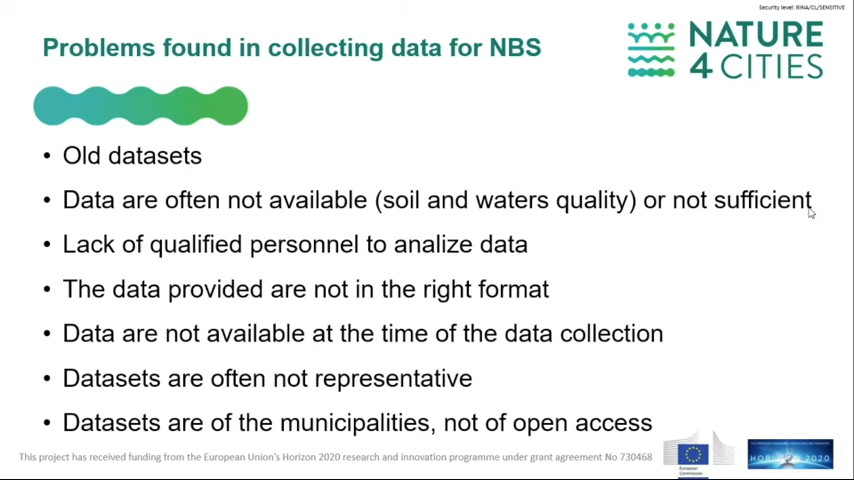 Security level: RINA/CL/SENSITIVE
Problems found in collecting data for NBS
NATURE
4 CITIES
• Old datasets
• Data are often not available (soil and waters quality) or not sufficient
• Lack of qualified personnel to analize data
• The data provided are not in the right format
• Data are not available at the time of the data collection
• Datasets are often not representative
• Datasets are of the municipalities, not of open access
This project has received funding from the European Union's Horizon 2020 research and innovation programme under grant agreement No 730468
European
Commission
HORIZON 2020